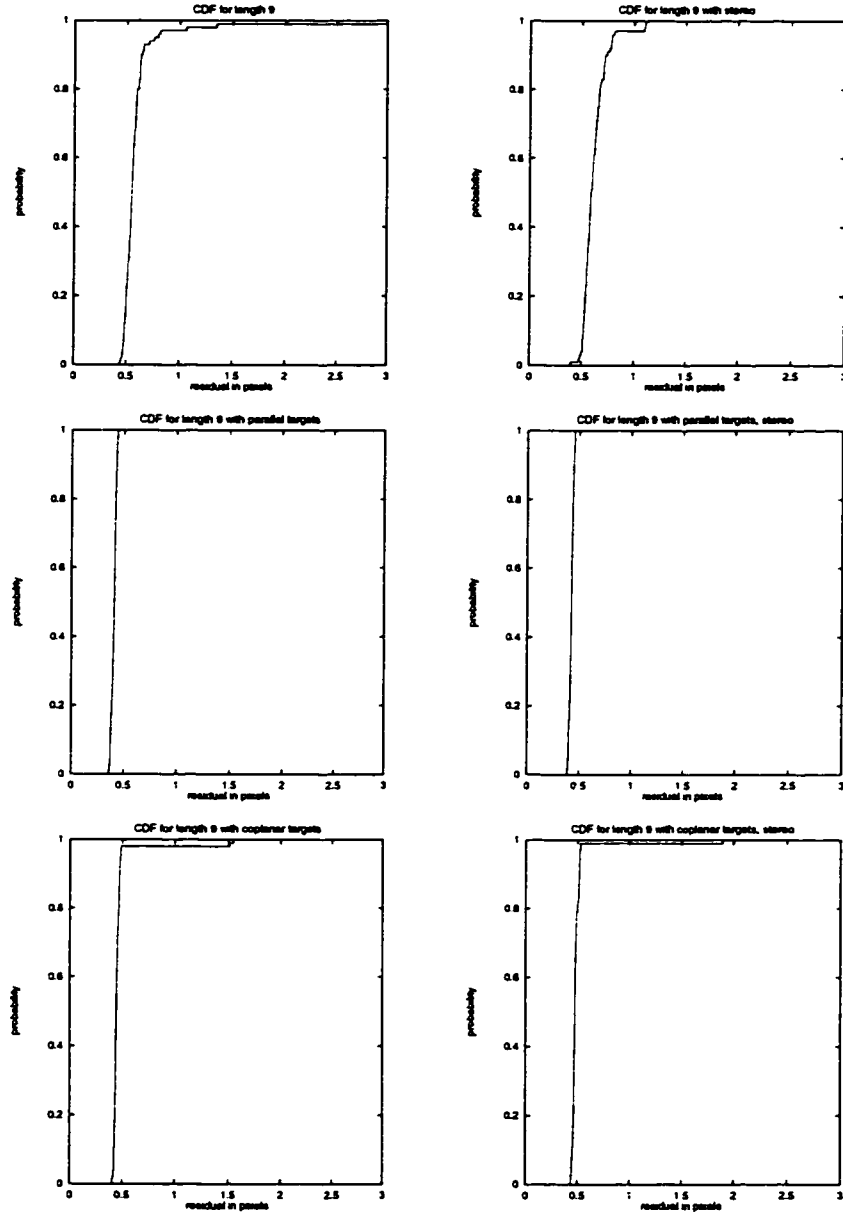 CDF for length 9
1
0.8
0.6
0.4
0.2
0
probability
0 0.5 1 1.5 2 2.5 3
residual in pixels
CDF for length 9 with stereo
1
0.8
0.6
0.4
0.2
0
probability
0 0.5 1 1.5 2 2.5 3
residual in pixels
CDF for length 9 with parallel targets
1
0.8
0.6
0.4
0.2
0
probability
0 0.5 1 1.5 2 2.5 3
residual in pixels
CDF for length 9 with parallel targets, stereo
1
0.8
0.6
0.4
0.2
0
probability
0 0.5 1 1.5 2 2.5 3
residual in pixels
CDF for length 9 with coplanar targets
1
0.8
0.6
0.4
0.2
0
probability
0 0.5 1 1.5 2 2.5 3
residual in pixels
CDF for length 9 with coplanar targets, stereo
1
0.8
0.6
0.4
0.2
0
probability
0 0.5 1 1.5 2 2.5 3
residual in pixels